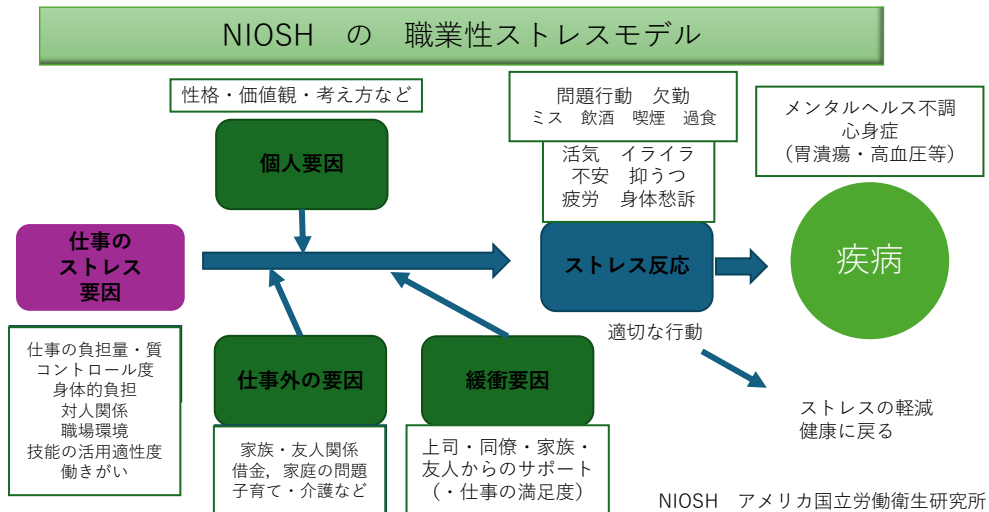 NIOSH　の　職業性ストレスモデル
性格・価値観・考え方など
個人要因
問題行動　欠勤
ミス　飲酒　喫煙　過食
活気　イライラ
不安　抑うつ
疲労　身体愁訴
メンタルヘルス不調
心身症
（胃潰瘍・高血圧等）
仕事の
ストレス
要因
ストレス反応
疾病
仕事の負担量・質
コントロール度
身体的負担
対人関係
職場環境
技能の活用適性度
働きがい
仕事外の要因
家族・友人関係
借金，家庭の問題
子育て・介護など
緩衝要因
上司・同僚・家族・
友人からのサポート
（・仕事の満足度）
適切な行動
ストレスの軽減
健康に戻る
NIOSH　アメリカ国立労働衛生研究所